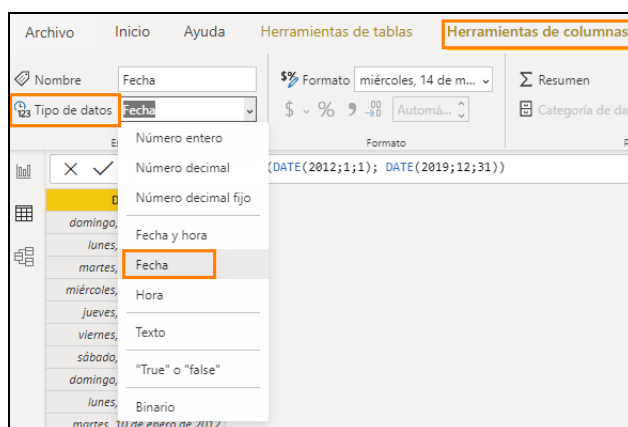 Archivo Inicio Ayuda Herramientas de tablas Herramientas de columnas
Nombre Fecha $% Formato miércoles, 14 de m... Σ Resumen
Tipo de datos Fecha $ % 9 .00 Automá... Categoría de da
Formato
(DATE(2012;1;1); DATE(2019;12;31))
Número entero
Número decimal
Número decimal fijo
Fecha y hora
Fecha
Hora
Texto
"True" o "false"
Binario
domingo,
lunes,
martes,
miércoles,
jueves,
viernes,
sábado,
domingo,
lunes,
martes, 10 de enero de 2012